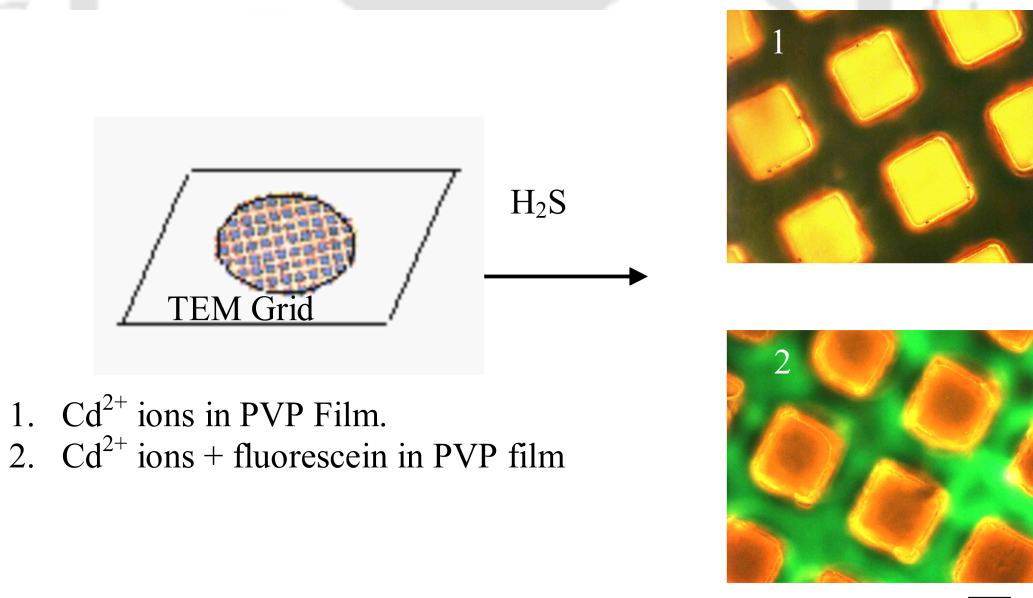 1
H₂S
TEM Grid
2
1. Cd²⁺ ions in PVP Film.
2. Cd²⁺ ions + fluorescein in PVP film